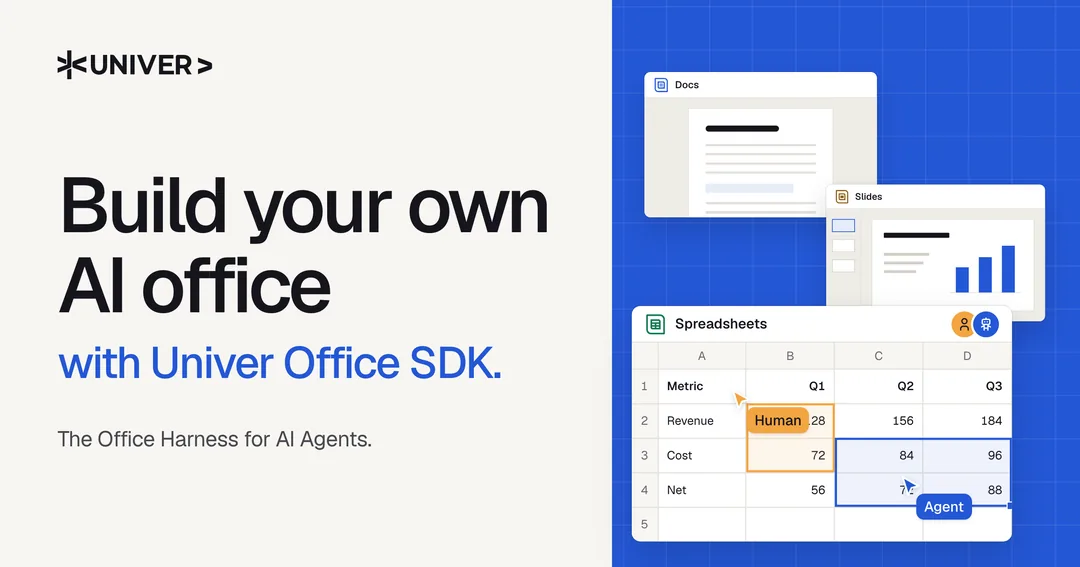 UNIVER
Build your own
AI office
with Univer Office SDK.
The Office Harness for AI Agents.
Docs
Slides
Spreadsheets
A B C D
1 Metric Q1 Q2 Q3
2 Revenue Human 28 156 184
3 Cost 72 84 96
4 Net 56 88
Agent
5